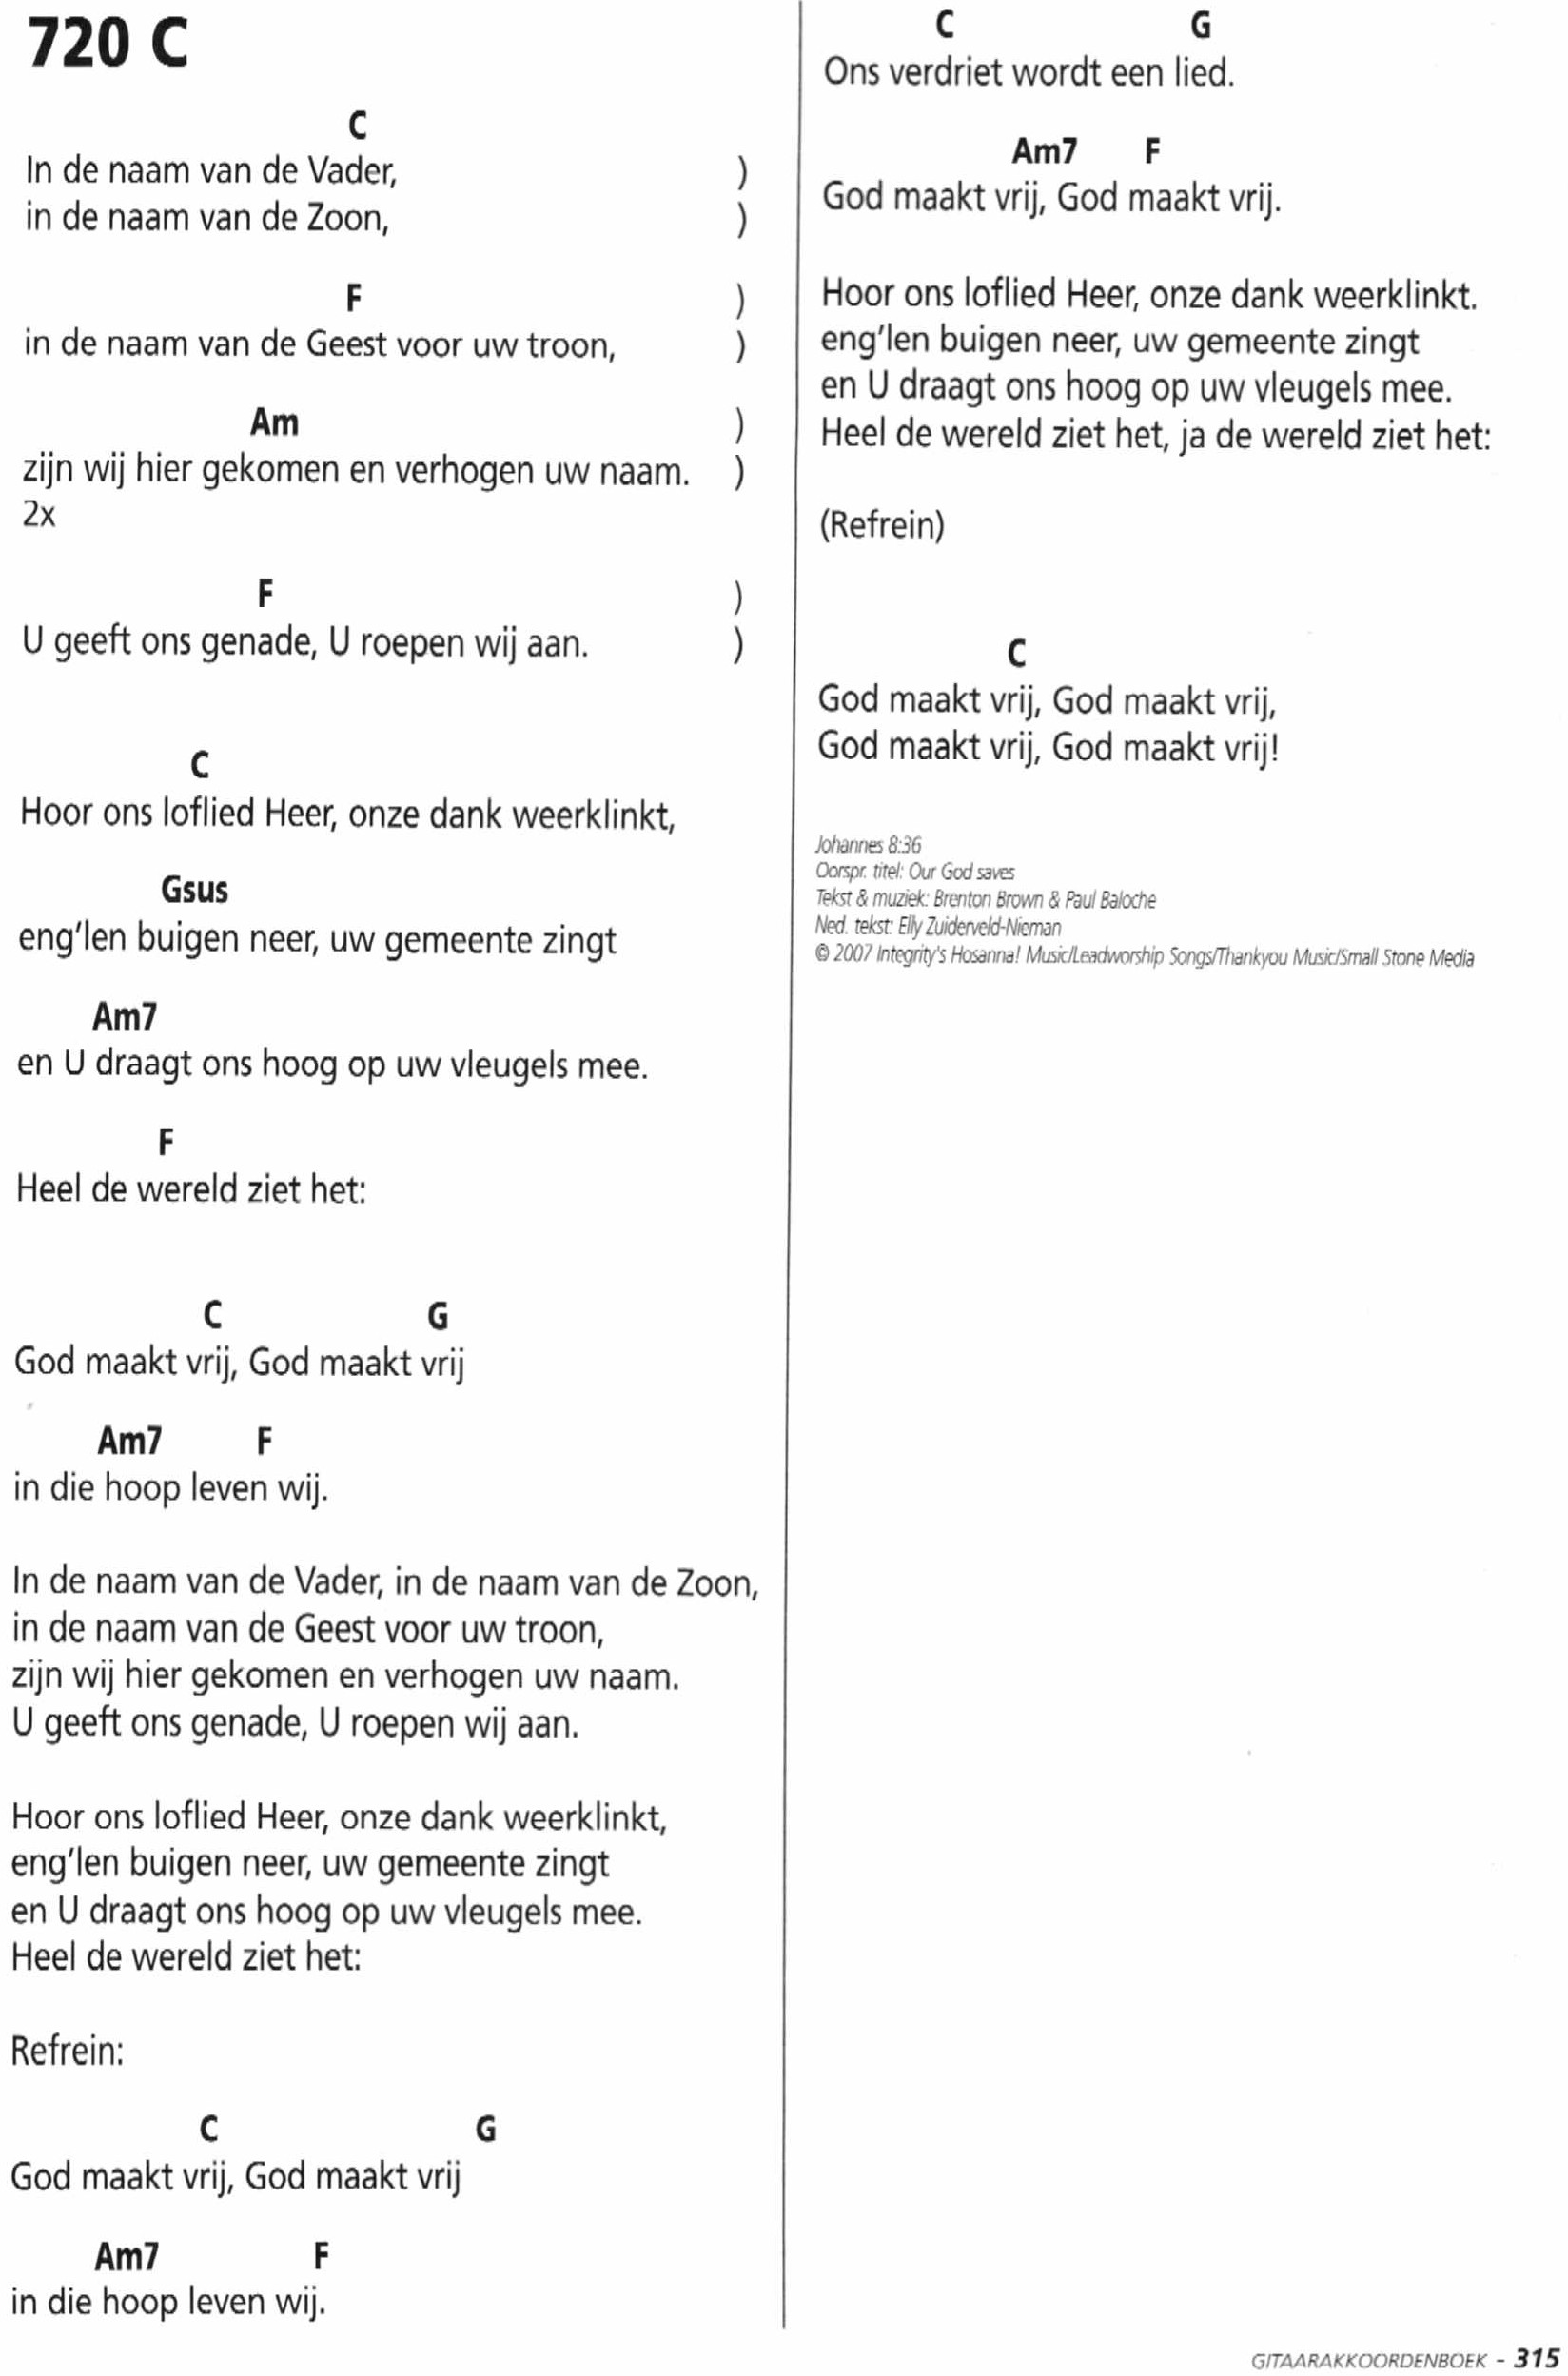 720 C
C
In de naam van de Vader, )
in de naam van de Zoon, )
F )
in de naam van de Geest voor uw troon, )
Am )
zijn wij hier gekomen en verhogen uw naam. )
2x
F )
U geeft ons genade, U roepen wij aan. )
C
Hoor ons loflied Heer, onze dank weerklinkt,
Gsus
eng'len buigen neer, uw gemeente zingt
Am7
en U draagt ons hoog op uw vleugels mee.
F
Heel de wereld ziet het:
C G
God maakt vrij, God maakt vrij
Am7 F
in die hoop leven wij.
In de naam van de Vader, in de naam van de Zoon,
in de naam van de Geest voor uw troon,
zijn wij hier gekomen en verhogen uw naam.
U geeft ons genade, U roepen wij aan.
Hoor ons loflied Heer, onze dank weerklinkt,
eng'len buigen neer, uw gemeente zingt
en U draagt ons hoog op uw vleugels mee.
Heel de wereld ziet het:
Refrein:
C G
God maakt vrij, God maakt vrij
Am7 F
in die hoop leven wij.
C G
Ons verdriet wordt een lied.
Am7 F
God maakt vrij, God maakt vrij.
Hoor ons loflied Heer, onze dank weerklinkt.
eng'len buigen neer, uw gemeente zingt
en U draagt ons hoog op uw vleugels mee.
Heel de wereld ziet het, ja de wereld ziet het:
(Refrein)
C
God maakt vrij, God maakt vrij,
God maakt vrij, God maakt vrij!
Johannes 8:36
Oorspr. titel: Our God saves
Tekst & muziek: Brenton Brown & Paul Baloche
Ned. tekst: Elly Zuiderveld-Nieman
© 2007 Integrity's Hosanna! Music/Leadworship Songs/Thankyou Music/Small Stone Media
GITAARAKKOORDENBOEK - 315